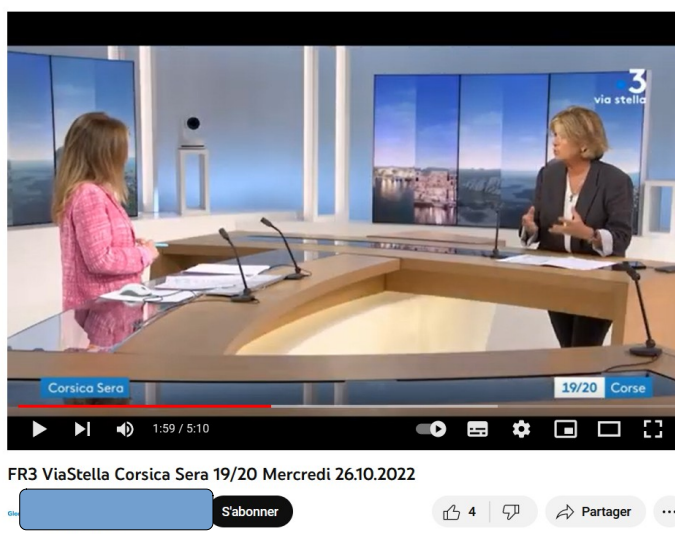 3
via stella
Corsica Sera
19/20 Corse
1:59 / 5:10
FR3 ViaStella Corsica Sera 19/20 Mercredi 26.10.2022
S'abonner
4
Partager